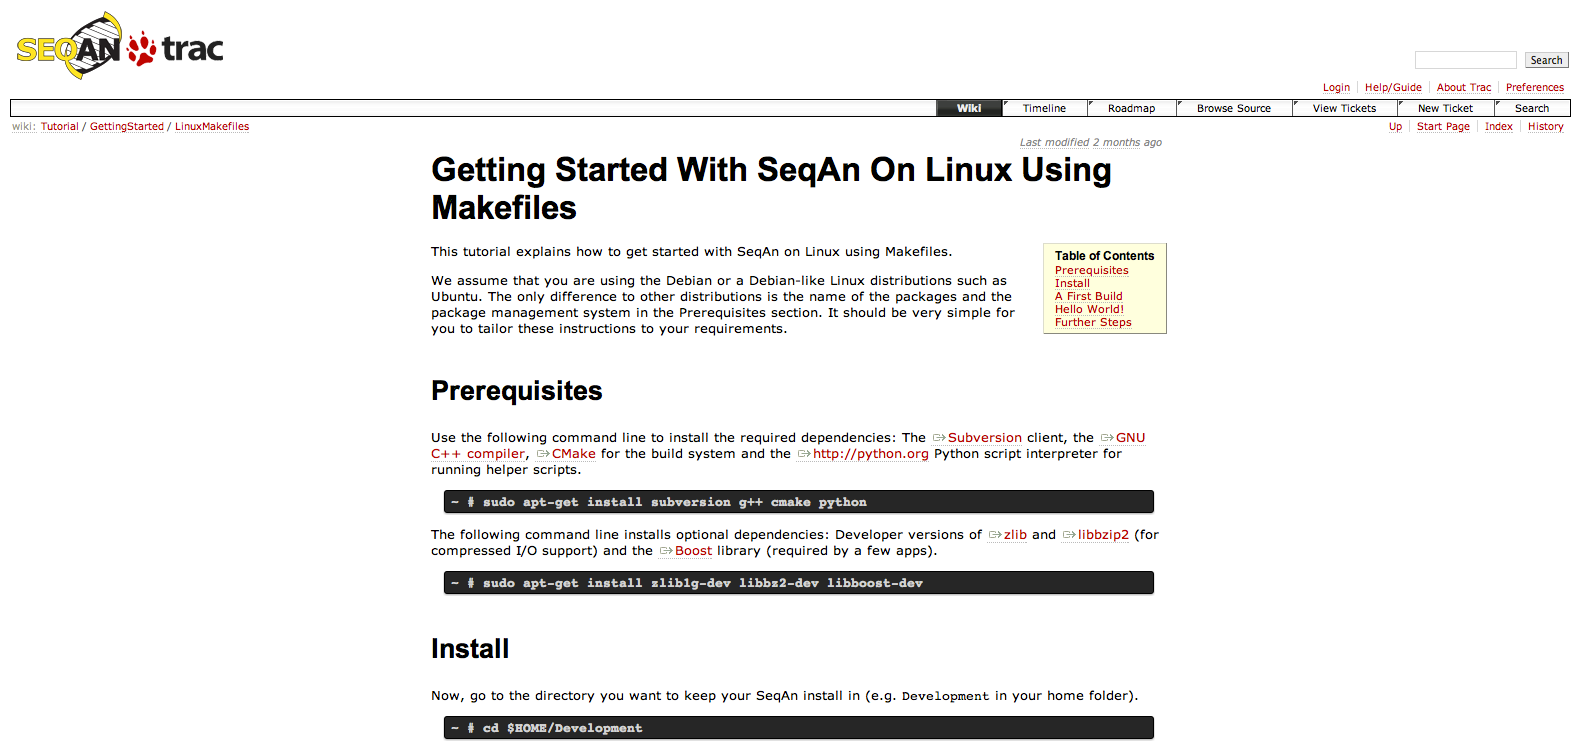 SEQAN trac
Search
Login Help/Guide About Trac Preferences
Wiki Timeline Roadmap Browse Source View Tickets New Ticket Search
wiki: Tutorial / GettingStarted / LinuxMakefiles
Up Start Page Index History
Last modified 2 months ago
Getting Started With SeqAn On Linux Using
Makefiles
This tutorial explains how to get started with SeqAn on Linux using Makefiles.
We assume that you are using the Debian or a Debian-like Linux distributions such as
Ubuntu. The only difference to other distributions is the name of the packages and the
package management system in the Prerequisites section. It should be very simple for
you to tailor these instructions to your requirements.
Table of Contents
Prerequisites
Install
A First Build
Hello World!
Further Steps
Prerequisites
Use the following command line to install the required dependencies: The Subversion client, the GNU
C++ compiler, CMake for the build system and the http://python.org Python script interpreter for
running helper scripts.
~ # sudo apt-get install subversion g++ cmake python
The following command line installs optional dependencies: Developer versions of zlib and libbzip2 (for
compressed I/O support) and the Boost library (required by a few apps).
~ # sudo apt-get install zlib1g-dev libbz2-dev libboost-dev
Install
Now, go to the directory you want to keep your SeqAn install in (e.g. Development in your home folder).
~ # cd $HOME/Development